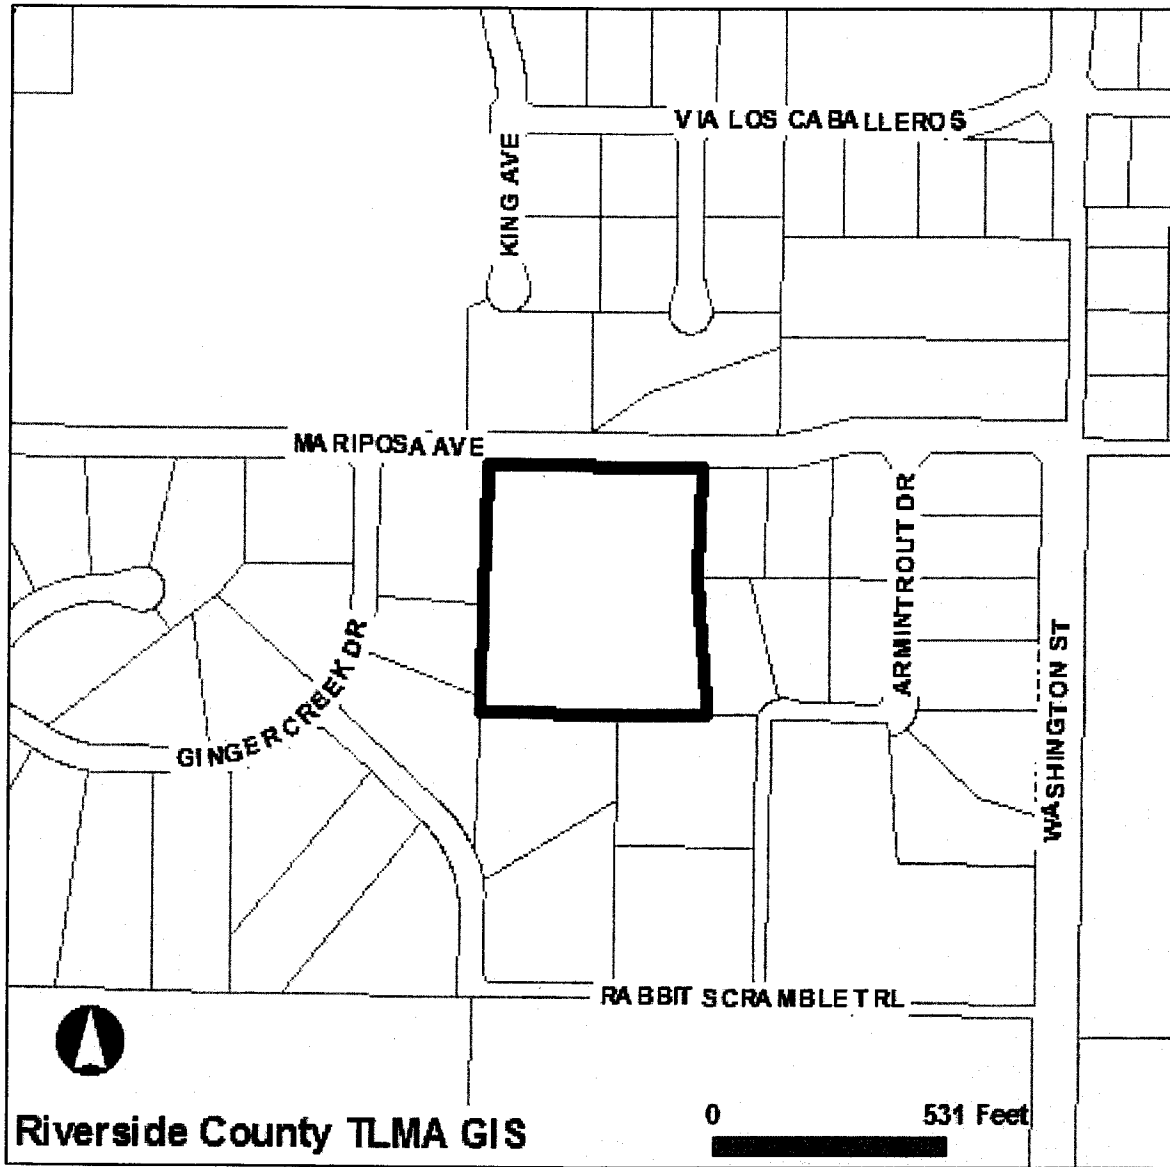 VIA LOS CABALLEROS
KING AVE
MARIPOSA AVE
ARMINTROUT DR
GINGERCREEK DR
WASHINGTON ST
RABBIT SCRAMBLE TRL
Riverside County TLMA GIS
0 531 Feet